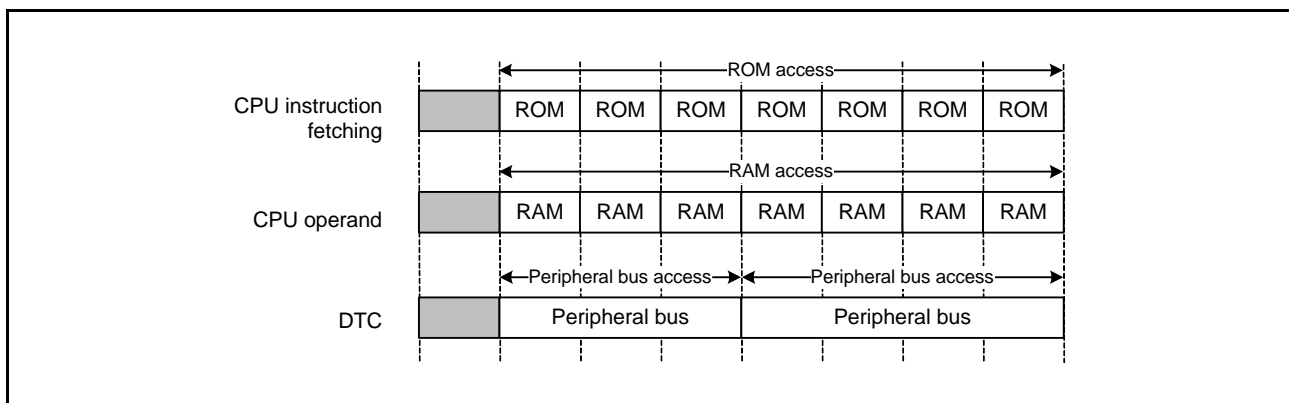 ROM access
CPU instruction fetching
ROM ROM ROM ROM ROM ROM ROM
RAM access
CPU operand
RAM RAM RAM RAM RAM RAM RAM
Peripheral bus access Peripheral bus access
DTC
Peripheral bus Peripheral bus